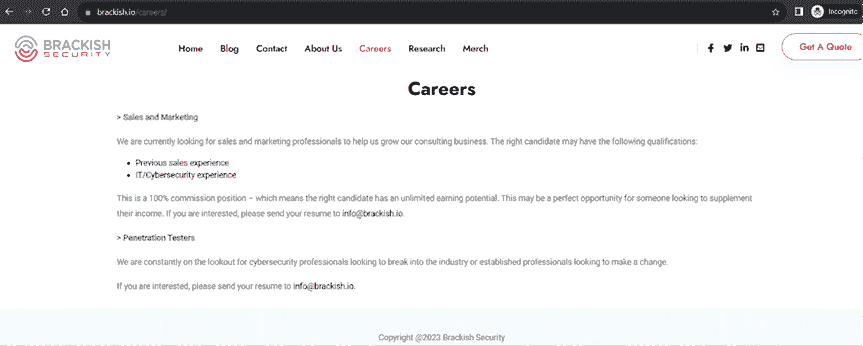 brackish.io/careers/
Incognito
BRACKISH
SECURITY
Home Blog Contact About Us Careers Research Merch
Get A Quote
Careers
> Sales and Marketing
We are currently looking for sales and marketing professionals to help us grow our consulting business. The right candidate may have the following qualifications:
• Previous sales experience
• IT/Cybersecurity experience
This is a 100% commission position – which means the right candidate has an unlimited earning potential. This may be a perfect opportunity for someone looking to supplement
their income. If you are interested, please send your resume to info@brackish.io.
> Penetration Testers
We are constantly on the lookout for cybersecurity professionals looking to break into the industry or established professionals looking to make a change.
If you are interested, please send your resume to info@brackish.io.
Copyright @2023 Brackish Security